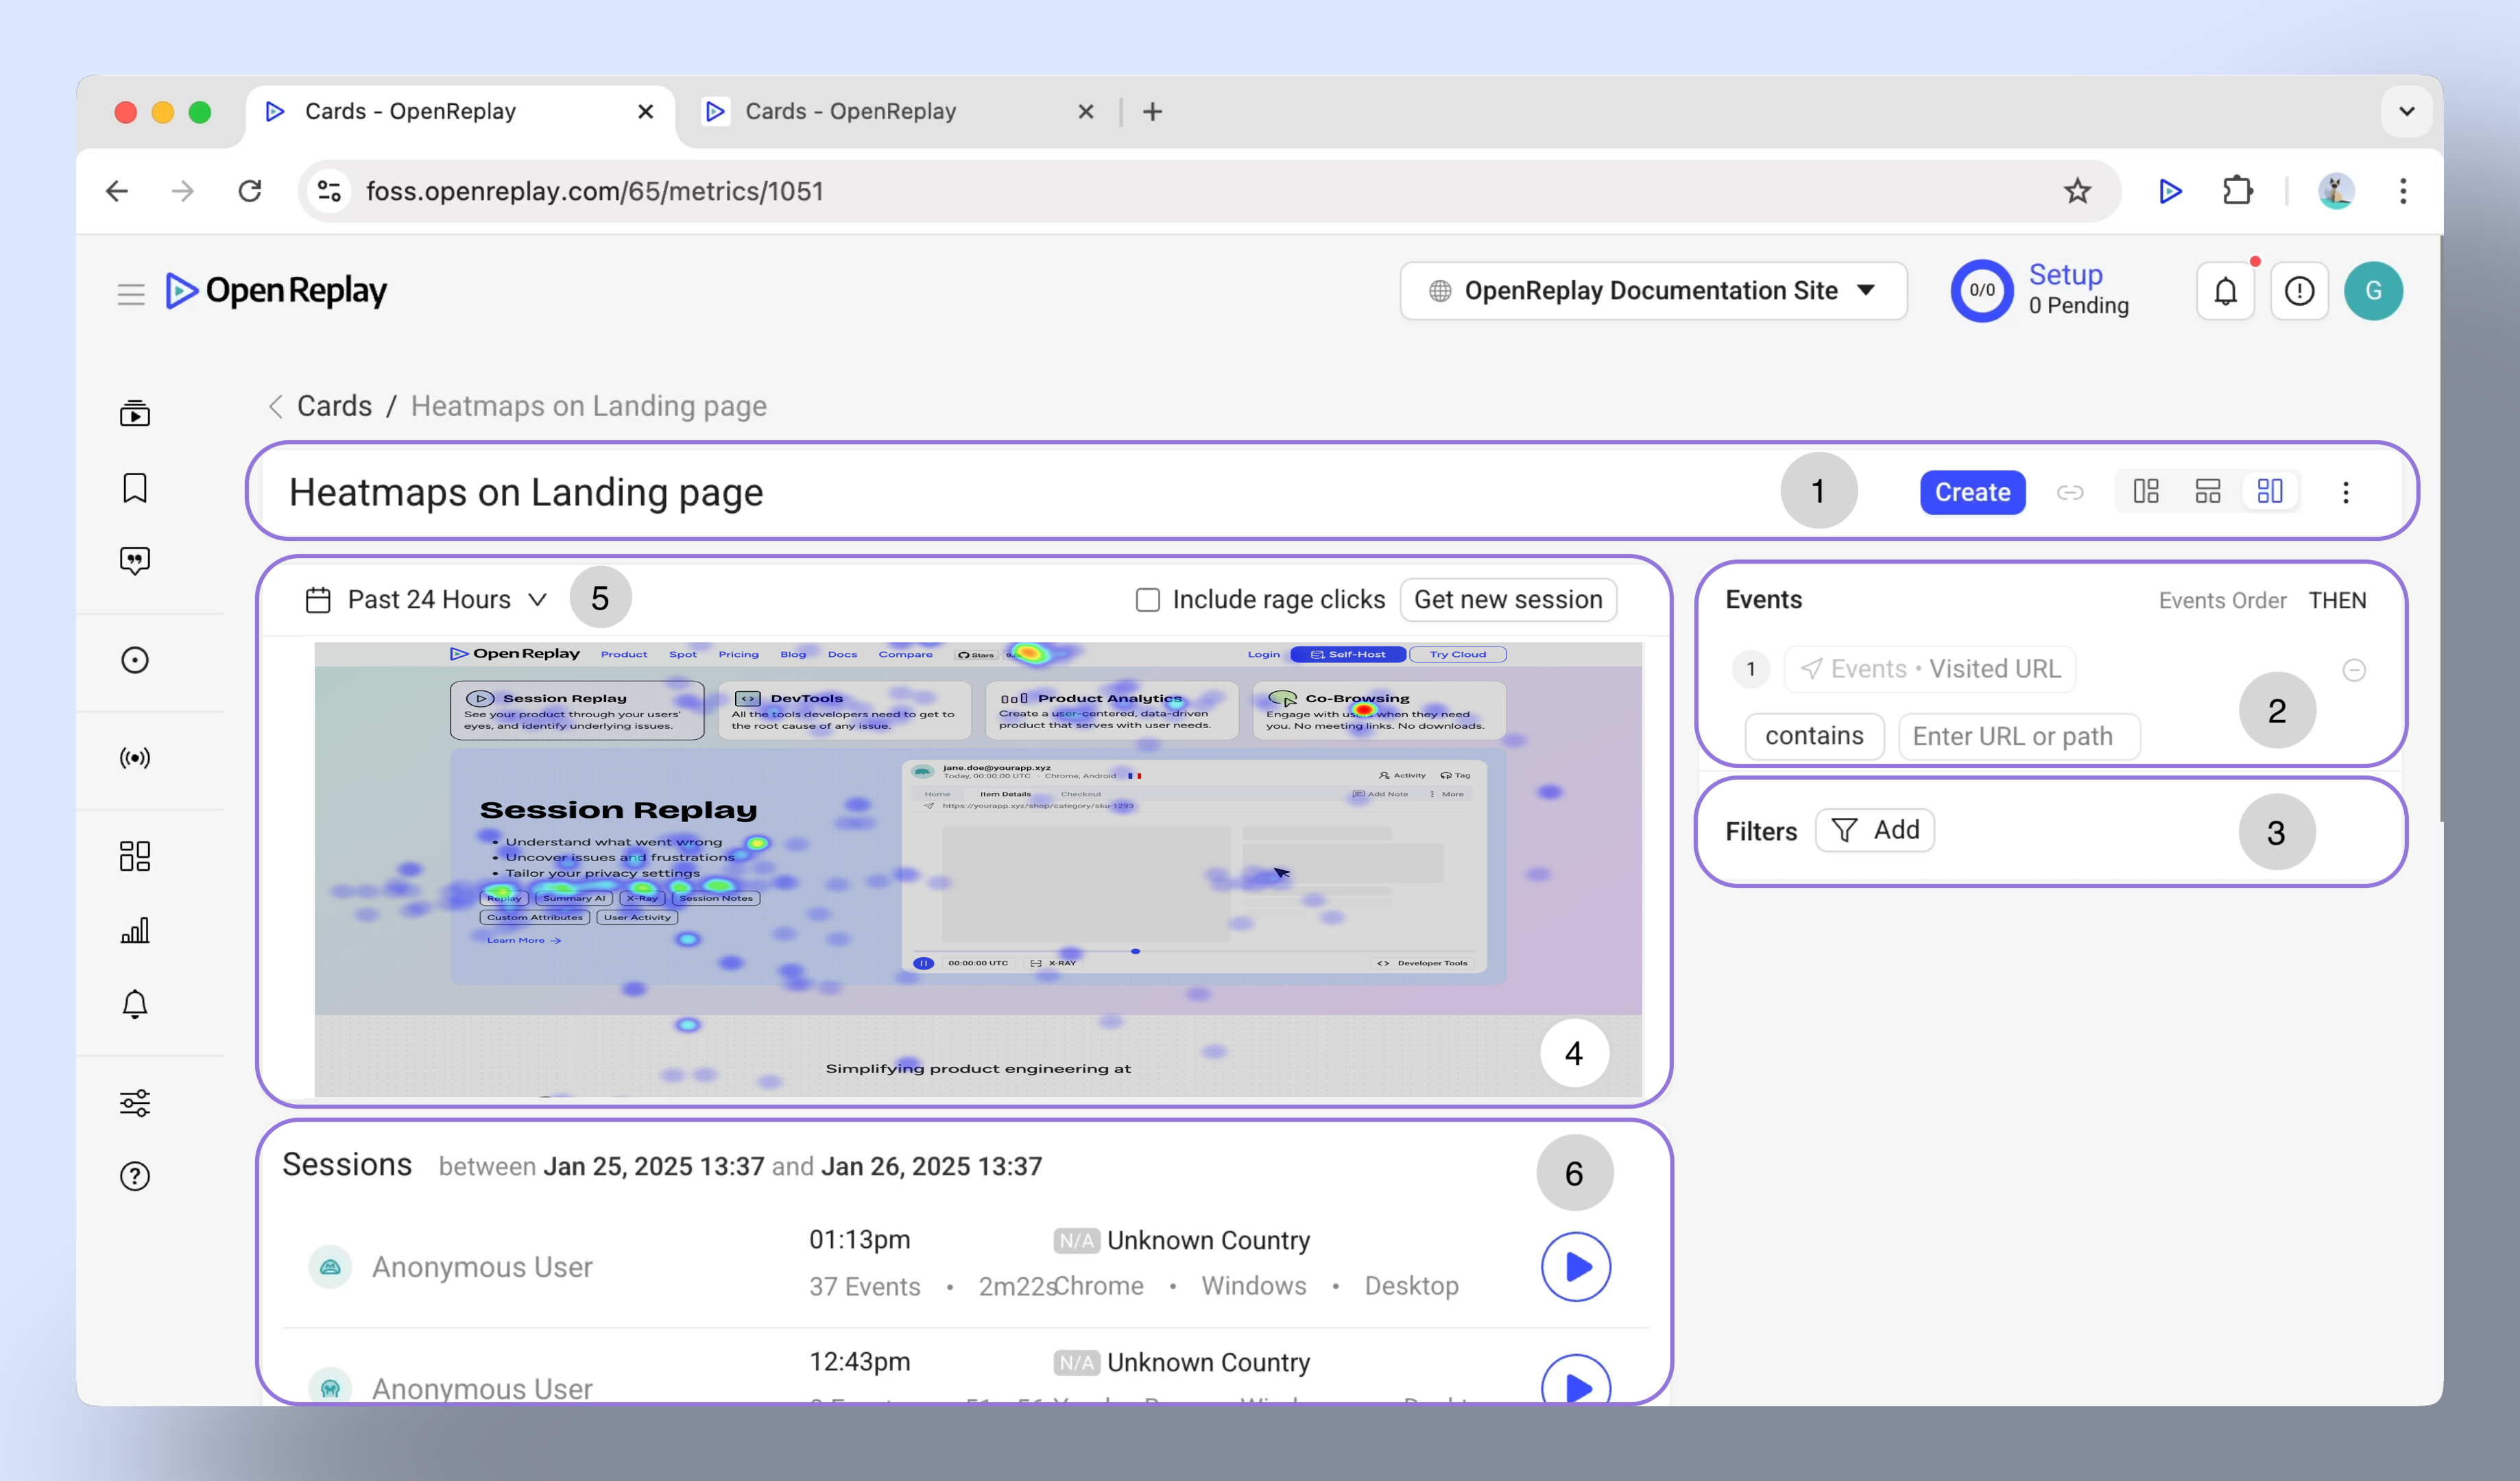 Cards - OpenReplay
Cards - OpenReplay
foss.openreplay.com/65/metrics/1051
OpenReplay
OpenReplay Documentation Site
0/0
Setup
0 Pending
G
Cards / Heatmaps on Landing page
Heatmaps on Landing page
1
Create
Past 24 Hours
5
Include rage clicks
Get new session
OpenReplay Product Spot Pricing Blog Docs Compare Stars
Login Self-Host Try Cloud
Session Replay
See your product through your users'
eyes, and identify underlying issues.
DevTools
All the tools developers need to get to
the root cause of any issue.
Product Analytics
Create a user-centered, data-driven
product that serves with user needs.
Co-Browsing
Engage with users when they need
you. No meeting links. No downloads.
Session Replay
• Understand what went wrong
• Uncover issues and frustrations
• Tailor your privacy settings
Replay Summary AI X-Ray Session Notes
Custom Attributes User Activity
Learn More →
jane.doe@yourapp.xyz
Today, 00:00:00 UTC · Chrome, Android
Activity Tag
Home Item Details Checkout
Add Note More
https://yourapp.xyz/shop/category/sku-1293
00:00:00 UTC X-RAY
Developer Tools
Simplifying product engineering at
4
Events
Events Order THEN
1 Events • Visited URL
contains Enter URL or path
2
Filters Add
3
Sessions between Jan 25, 2025 13:37 and Jan 26, 2025 13:37
6
Anonymous User
01:13pm
37 Events • 2m22s
N/A Unknown Country
Chrome • Windows • Desktop
Anonymous User
12:43pm
N/A Unknown Country